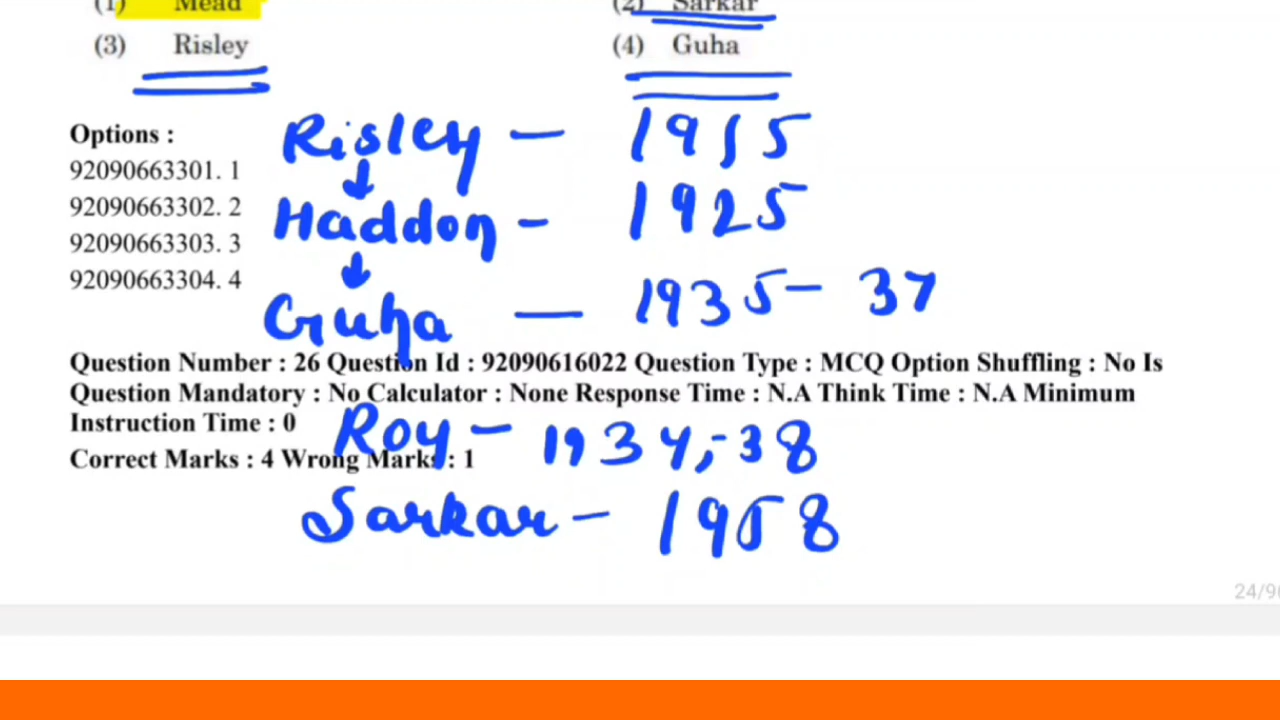 (1) Mead (2) Sarkar
(3) Risley (4) Guha
Options :
Risley – 1915
92090663301. 1
92090663302. 2
Haddon – 1925
92090663303. 3
92090663304. 4
Guha — 1935 – 37
Question Number : 26 Question Id : 92090616022 Question Type : MCQ Option Shuffling : No Is
Question Mandatory : No Calculator : None Response Time : N.A Think Time : N.A Minimum
Instruction Time : 0
Roy – 1934, - 38
Correct Marks : 4 Wrong Marks : 1
Sarkar – 1958